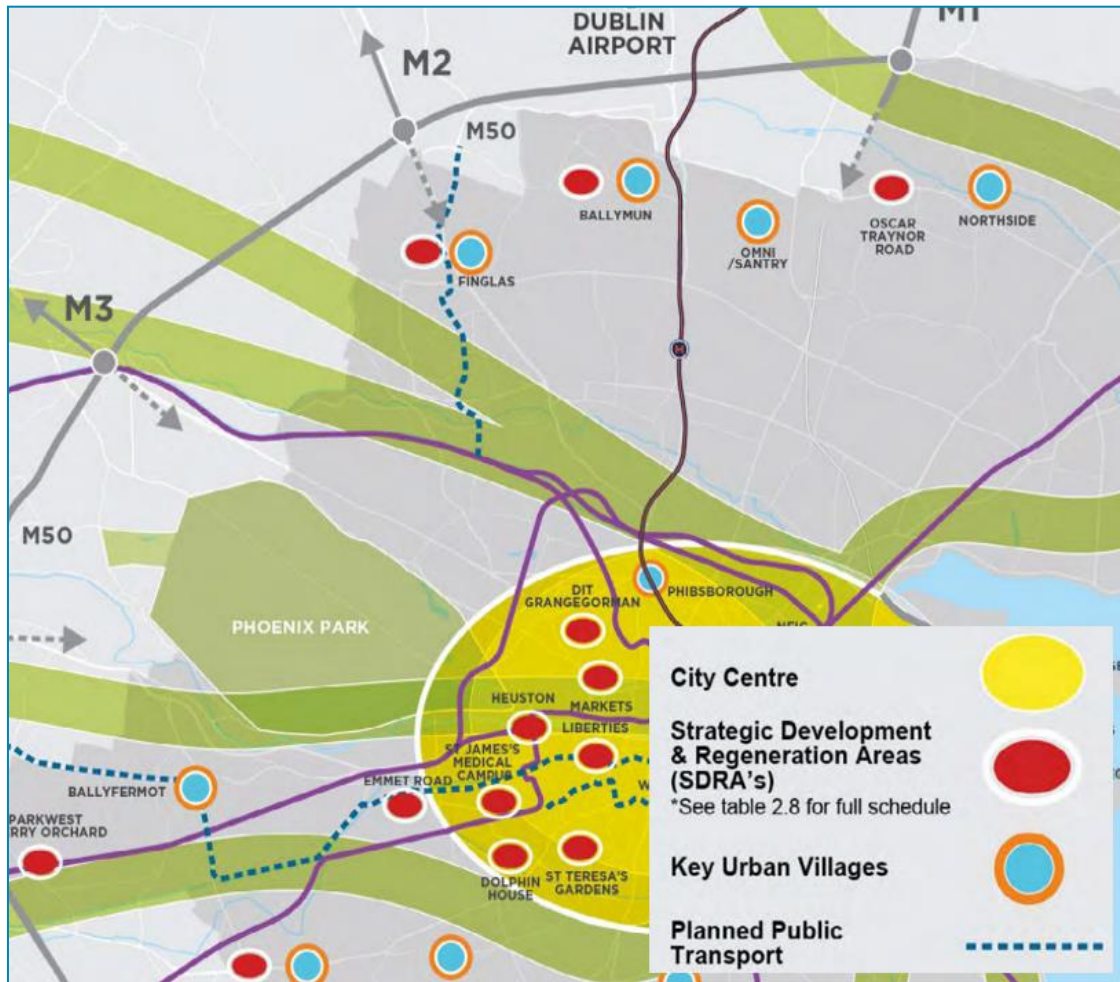 DUBLIN
AIRPORT
M1
M2
M50
BALLYMUN
OMNI
/SANTRY
OSCAR
TRAYNOR
ROAD
NORTHSIDE
FINGLAS
M3
M50
PHOENIX PARK
DIT
GRANGEGORMAN
PHIBSBOROUGH
HEUSTON
MARKETS
LIBERTIES
ST JAMES'S
MEDICAL
CAMPUS
EMMET ROAD
BALLYFERMOT
PARKWEST
RRY ORCHARD
DOLPHIN
HOUSE
ST TERESA'S
GARDENS
City Centre
Strategic Development
& Regeneration Areas
(SDRA's)
*See table 2.8 for full schedule
Key Urban Villages
Planned Public
Transport